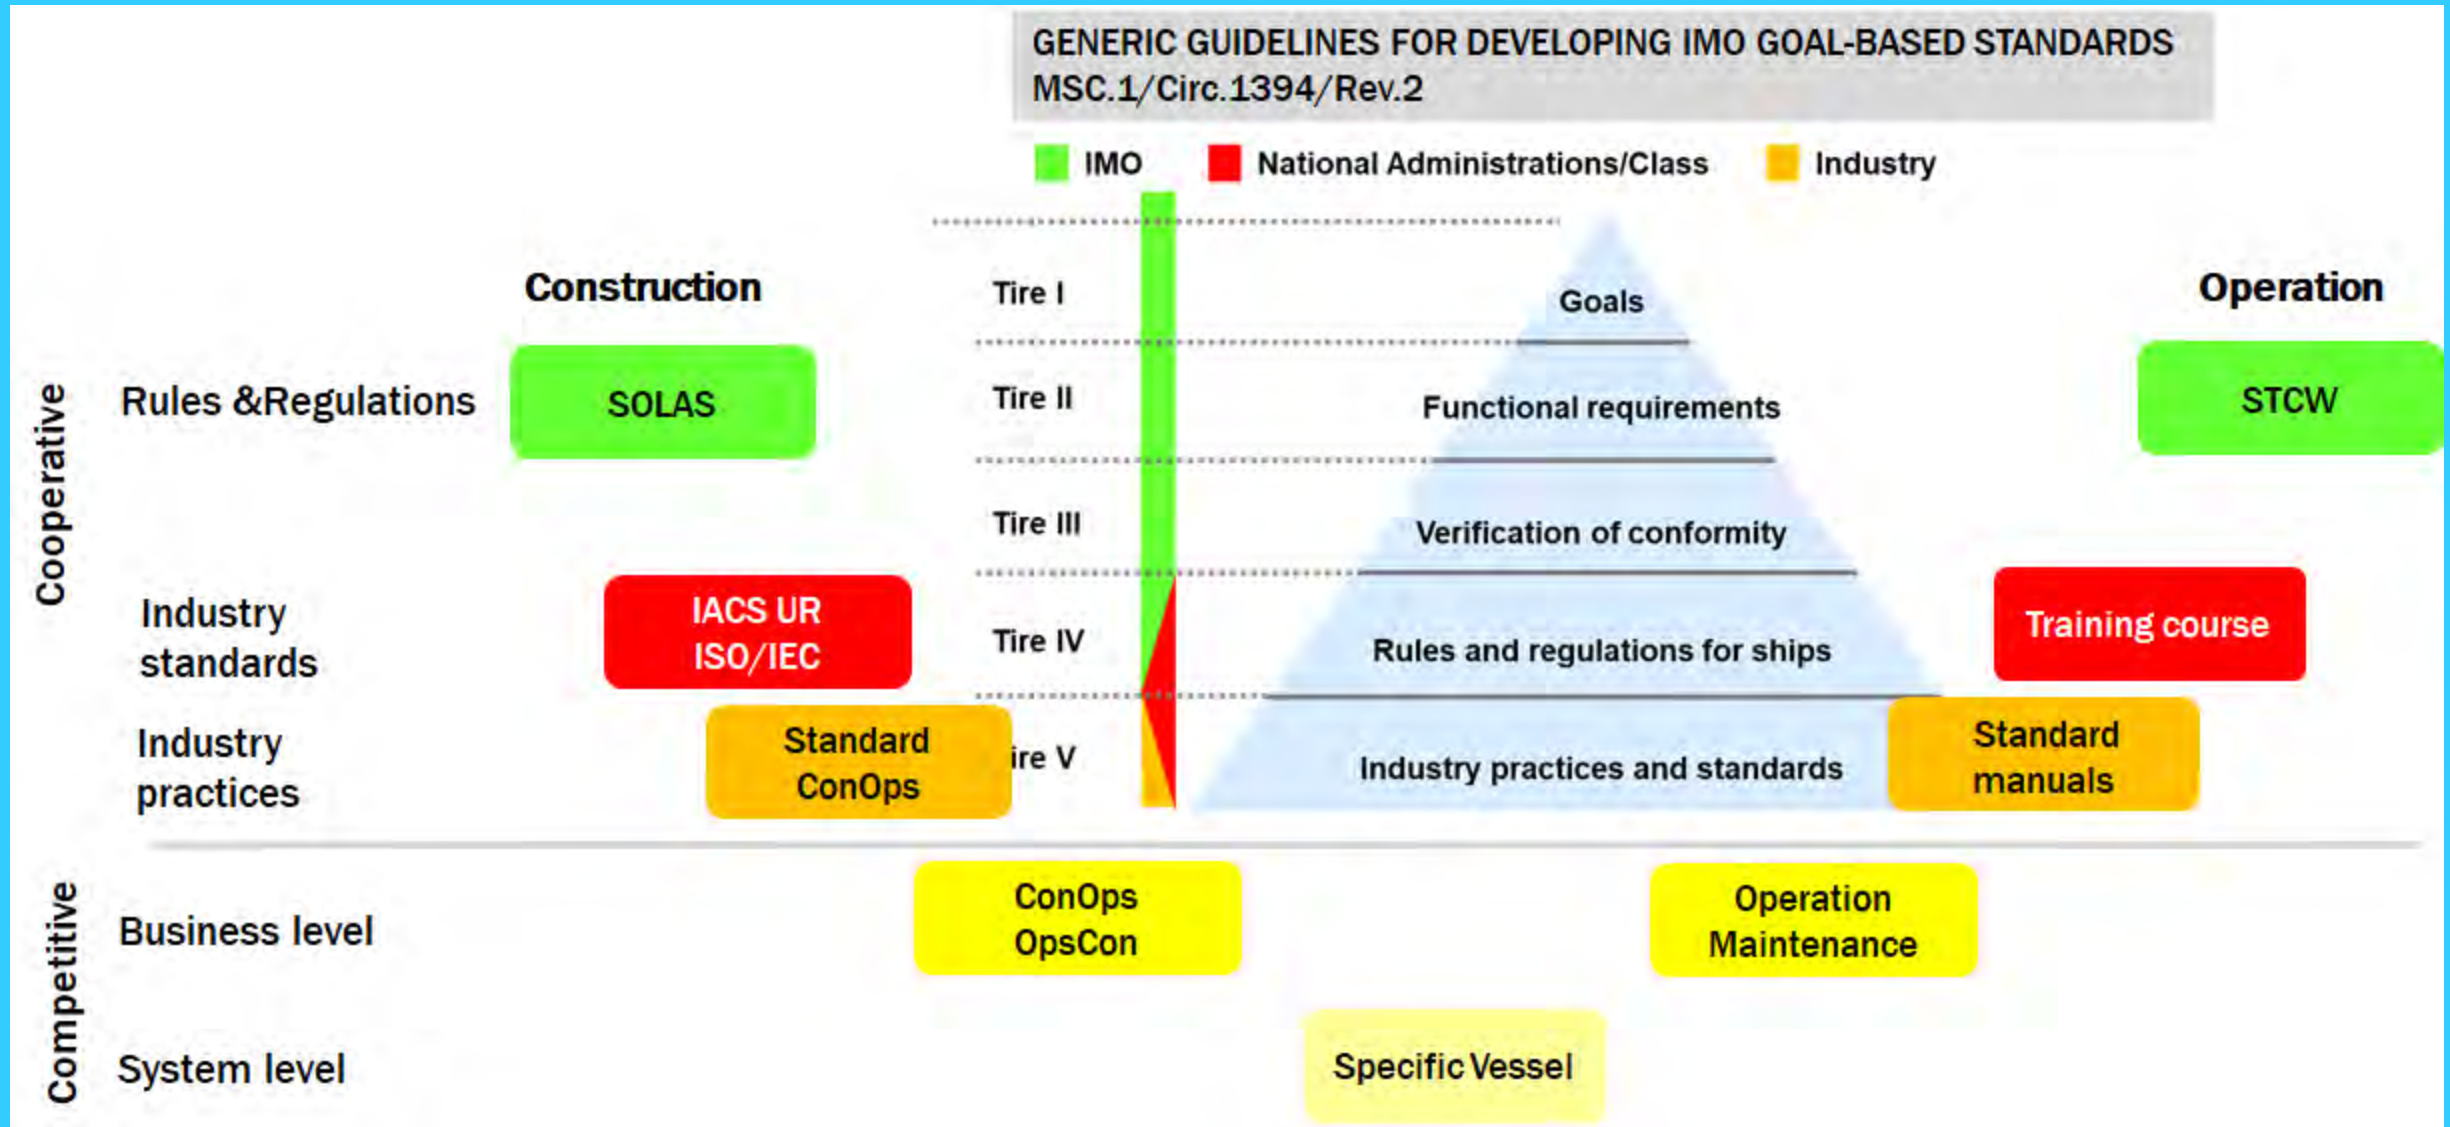 GENERIC GUIDELINES FOR DEVELOPING IMO GOAL-BASED STANDARDS
MSC.1/Circ.1394/Rev.2
IMO
National Administrations/Class
Industry
Construction
Operation
Tire I
Goals
Cooperative
Rules &Regulations
SOLAS
Tire II
Functional requirements
STCW
Tire III
Verification of conformity
Industry
standards
IACS UR
ISO/IEC
Tire IV
Rules and regulations for ships
Training course
Industry
practices
Standard
ConOps
ire V
Industry practices and standards
Standard
manuals
Competitive
Business level
ConOps
OpsCon
Operation
Maintenance
System level
Specific Vessel